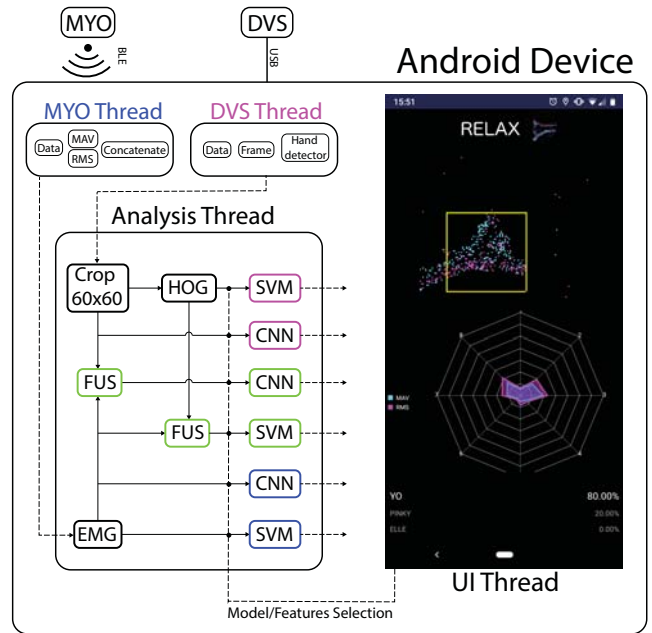 MYO
DVS
BLE
USB
Android Device
MYO Thread
DVS Thread
Data
MAV
RMS
Concatenate
Data
Frame
Hand
detector
Analysis Thread
Crop
60x60
HOG
SVM
CNN
FUS
CNN
FUS
SVM
CNN
EMG
SVM
Model/Features Selection
15:51
RELAX
MAV
RMS
YO 80.00%
PINKY 20.00%
ELLE 0.00%
UI Thread